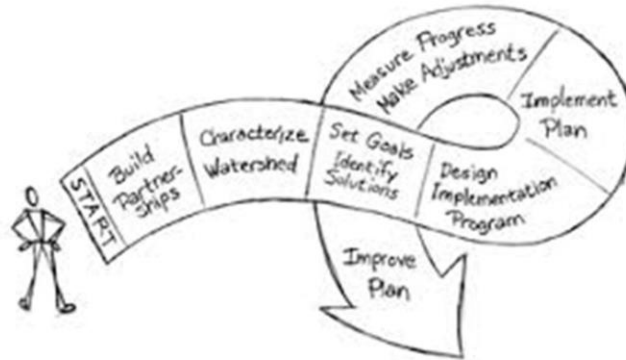 START
Build
Partner-
ships
Characterize
Watershed
Set Goals
Identify
Solutions
Design
Implementation
Program
Implement
Plan
Measure Progress
Make Adjustments
Improve
Plan